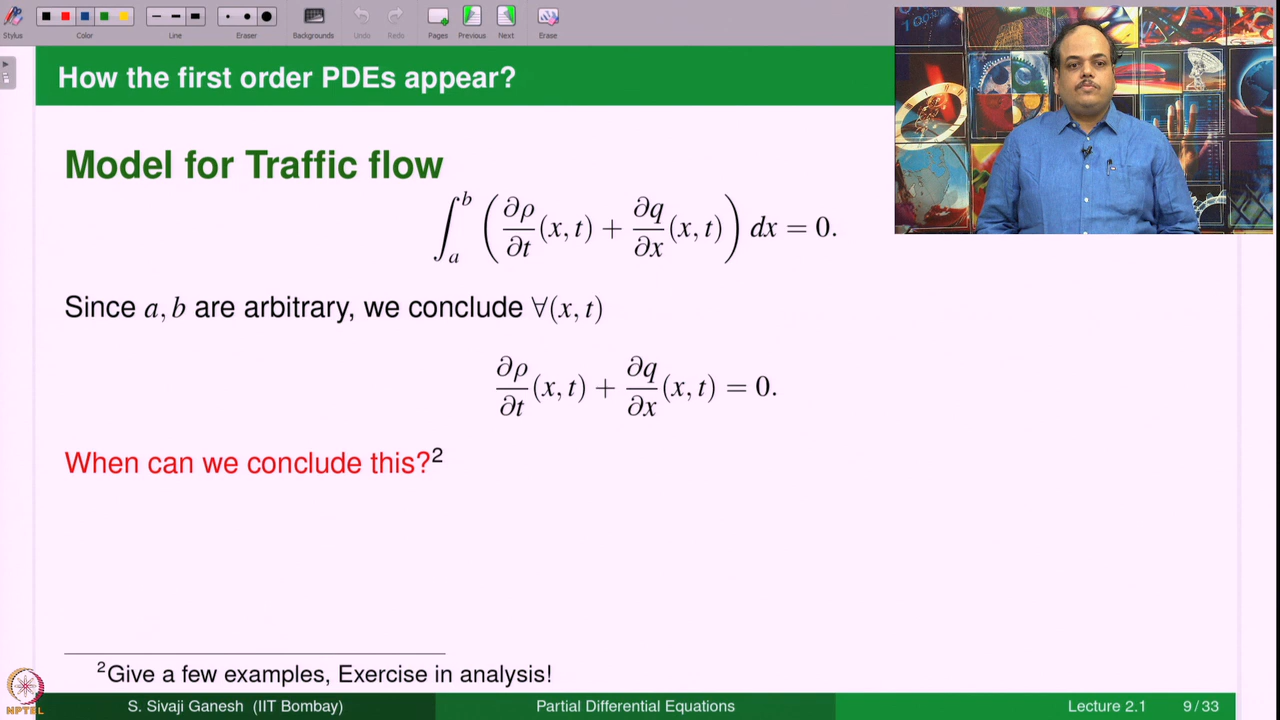 Stylus Color Line Eraser Backgrounds Undo Redo Pages Previous Next Erase
How the first order PDEs appear?
Model for Traffic flow
∫_a^b (∂ρ/∂t (x, t) + ∂q/∂x (x, t)) dx = 0.
Since a, b are arbitrary, we conclude ∀(x, t)
∂ρ/∂t (x, t) + ∂q/∂x (x, t) = 0.
When can we conclude this?²
²Give a few examples, Exercise in analysis!
NPTEL
S. Sivaji Ganesh (IIT Bombay) Partial Differential Equations Lecture 2.1 9 / 33